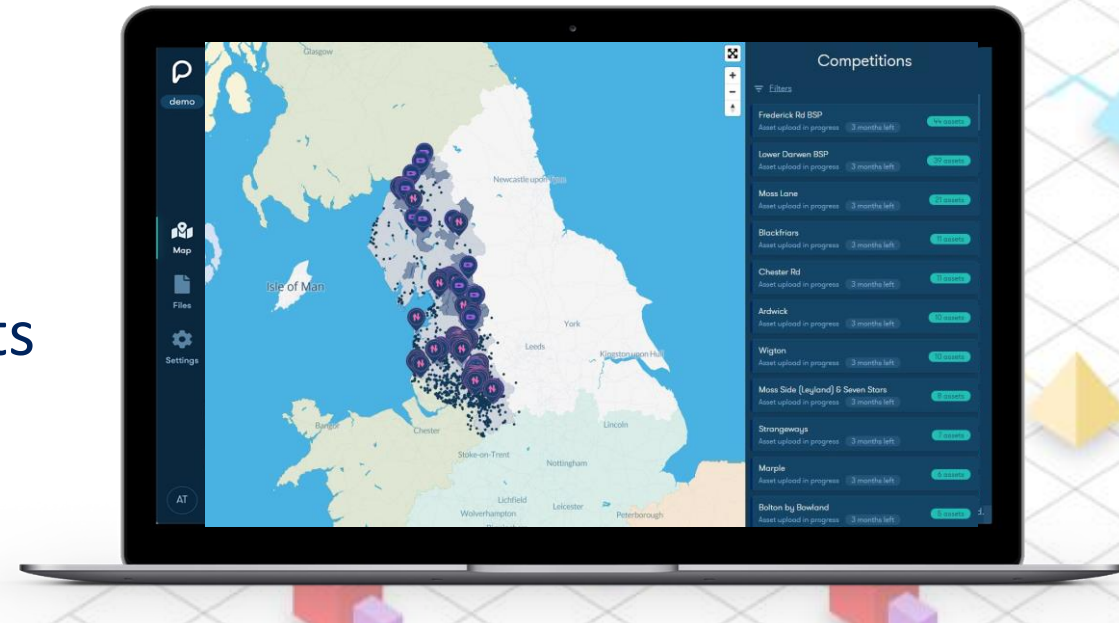 ts
demo
Map
Files
Settings
AT
Glasgow
Newcastle upon Tyne
Isle of Man
York
Leeds
Kingston upon Hull
Bangor
Chester
Lincoln
Stoke-on-Trent
Nottingham
Lichfield
Leicester
Wolverhampton
Peterborough
Competitions
Filters
Frederick Rd BSP
Asset upload in progress 3 months left 44 assets
Lower Darwen BSP
Asset upload in progress 3 months left 39 assets
Moss Lane
Asset upload in progress 3 months left 21 assets
Blackfriars
Asset upload in progress 3 months left 11 assets
Chester Rd
Asset upload in progress 3 months left 11 assets
Ardwick
Asset upload in progress 3 months left 10 assets
Wigton
Asset upload in progress 3 months left 10 assets
Moss Side (Leyland) & Seven Stars
Asset upload in progress 3 months left 8 assets
Strangeways
Asset upload in progress 3 months left 7 assets
Marple
Asset upload in progress 3 months left 6 assets
Bolton by Bowland
Asset upload in progress 3 months left 5 assets
d.